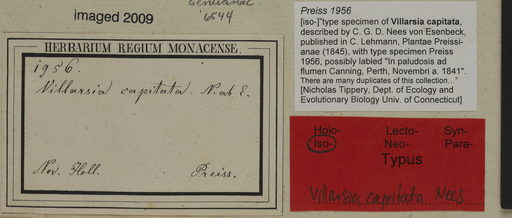 imaged 2009
Gentianac.
6544
HERBARIUM REGIUM MONACENSE.
1956.
Villarsia capitata. N. ab E.
Nov. Holl. Preiss.
Preiss 1956
[iso-]"type specimen of Villarsia capitata,
described by C. G. D. Nees von Esenbeck,
published in C. Lehmann, Plantae Preissi-
anae (1845), with type specimen Preiss
1956, possibly labled "In paludosis ad
flumen Canning, Perth, Novembri a. 1841".
There are many duplicates of this collection..."
[Nicholas Tippery, Dept. of Ecology and
Evolutionary Biology Univ. of Connecticut]
Holo- Lecto- Syn-
Iso- Neo- Para-
Typus
Villarsia capitata Nees